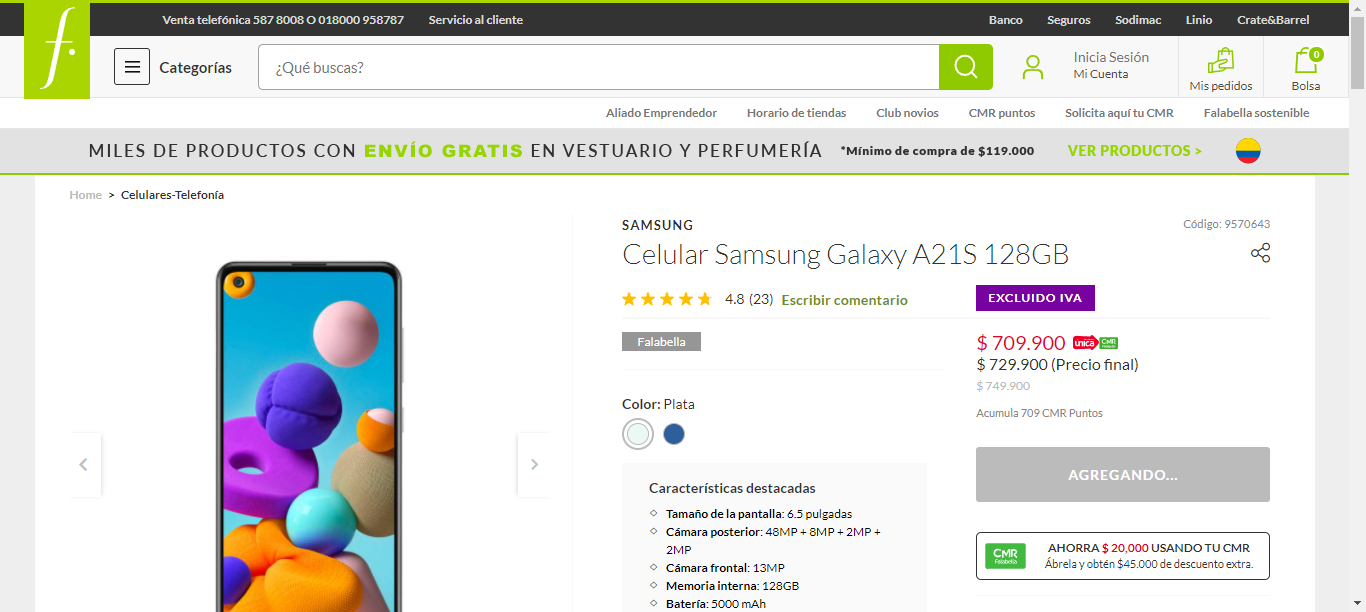 Venta telefónica 587 8008 O 018000 958787 Servicio al cliente Banco Seguros Sodimac Linio Crate&Barrel
f.
Categorías ¿Qué buscas? Inicia Sesión
Mi Cuenta
Mis pedidos
0
Bolsa
Aliado Emprendedor Horario de tiendas Club novios CMR puntos Solicita aquí tu CMR Falabella sostenible
MILES DE PRODUCTOS CON ENVÍO GRATIS EN VESTUARIO Y PERFUMERÍA *Mínimo de compra de $119.000 VER PRODUCTOS >
Home > Celulares-Telefonía
SAMSUNG
Código: 9570643
Celular Samsung Galaxy A21S 128GB
4.8 (23) Escribir comentario
EXCLUIDO IVA
Falabella
$ 709.900 única CMR
$ 729.900 (Precio final)
$ 749.900
Acumula 709 CMR Puntos
Color: Plata
AGREGANDO...
Características destacadas
Tamaño de la pantalla: 6.5 pulgadas
Cámara posterior: 48MP + 8MP + 2MP +
2MP
Cámara frontal: 13MP
Memoria interna: 128GB
Batería: 5000 mAh
CMR
Falabella
AHORRA $ 20,000 USANDO TU CMR
Ábrela y obtén $45.000 de descuento extra.